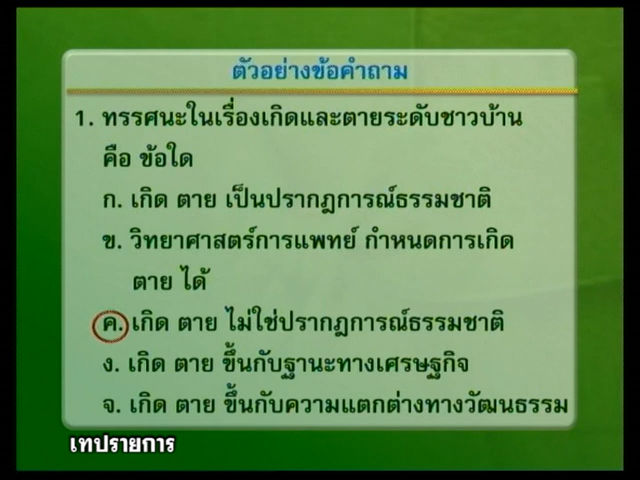 ตัวอย่างข้อคำถาม
1. ทรรศนะในเรื่องเกิดและตายระดับชาวบ้าน
คือ ข้อใด
ก. เกิด ตาย เป็นปรากฎการณ์ธรรมชาติ
ข. วิทยาศาสตร์การแพทย์ กำหนดการเกิด
ตาย ได้
ค. เกิด ตาย ไม่ใช่ปรากฎการณ์ธรรมชาติ
ง. เกิด ตาย ขึ้นกับฐานะทางเศรษฐกิจ
จ. เกิด ตาย ขึ้นกับความแตกต่างทางวัฒนธรรม
เทปรายการ